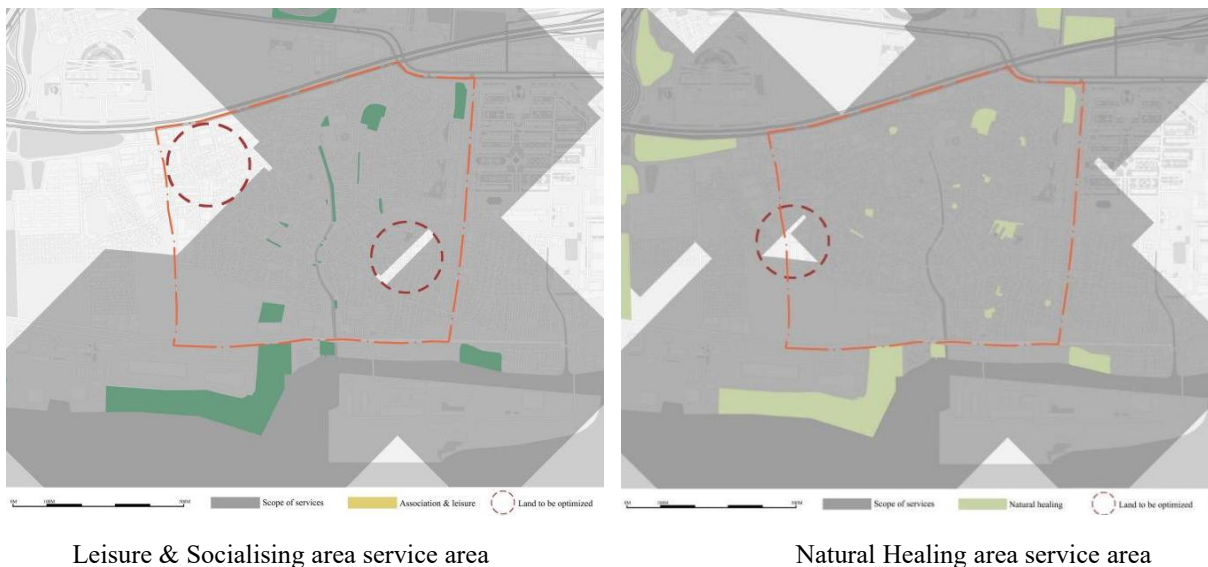 Scope of services
Association & leisure
Land to be optimized
Scope of services
Natural healing
Land to be optimized
Leisure & Socialising area service area
Natural Healing area service area